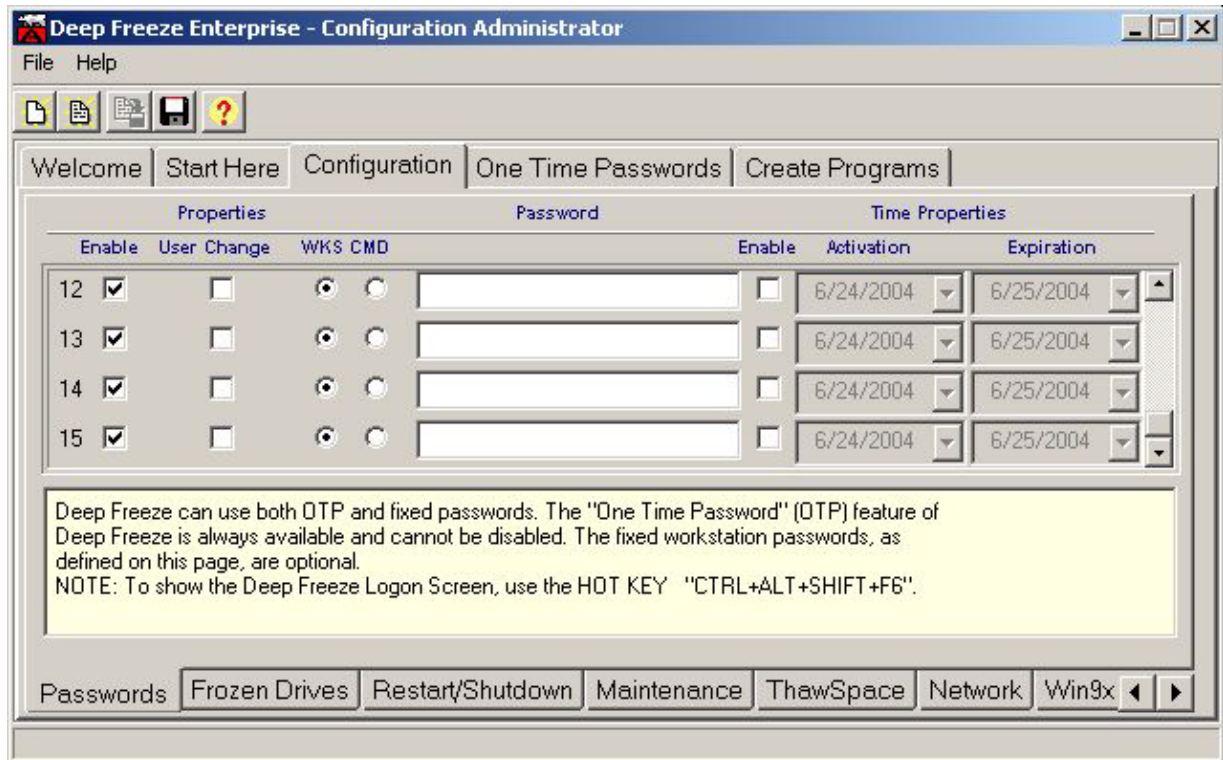 Deep Freeze Enterprise - Configuration Administrator
File Help
Welcome Start Here Configuration One Time Passwords Create Programs
Properties Password Time Properties
Enable User Change WKS CMD Enable Activation Expiration
12 6/24/2004 6/25/2004
13 6/24/2004 6/25/2004
14 6/24/2004 6/25/2004
15 6/24/2004 6/25/2004
Deep Freeze can use both OTP and fixed passwords. The "One Time Password" (OTP) feature of
Deep Freeze is always available and cannot be disabled. The fixed workstation passwords, as
defined on this page, are optional.
NOTE: To show the Deep Freeze Logon Screen, use the HOT KEY "CTRL+ALT+SHIFT+F6".
Passwords Frozen Drives Restart/Shutdown Maintenance ThawSpace Network Win9x